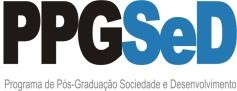 PPGSeD
Programa de Pós-Graduação Sociedade e Desenvolvimento